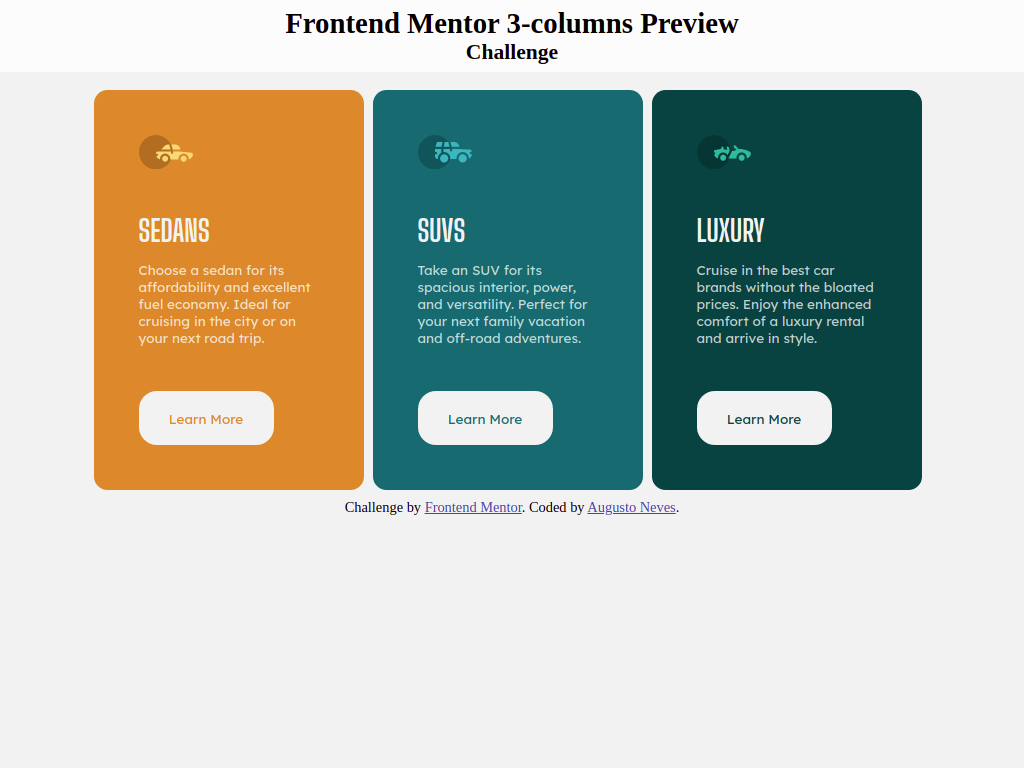 Frontend Mentor 3-columns Preview
Challenge
SEDANS
Choose a sedan for its
affordability and excellent
fuel economy. Ideal for
cruising in the city or on
your next road trip.
Learn More
SUVS
Take an SUV for its
spacious interior, power,
and versatility. Perfect for
your next family vacation
and off-road adventures.
Learn More
LUXURY
Cruise in the best car
brands without the bloated
prices. Enjoy the enhanced
comfort of a luxury rental
and arrive in style.
Learn More
Challenge by Frontend Mentor. Coded by Augusto Neves.